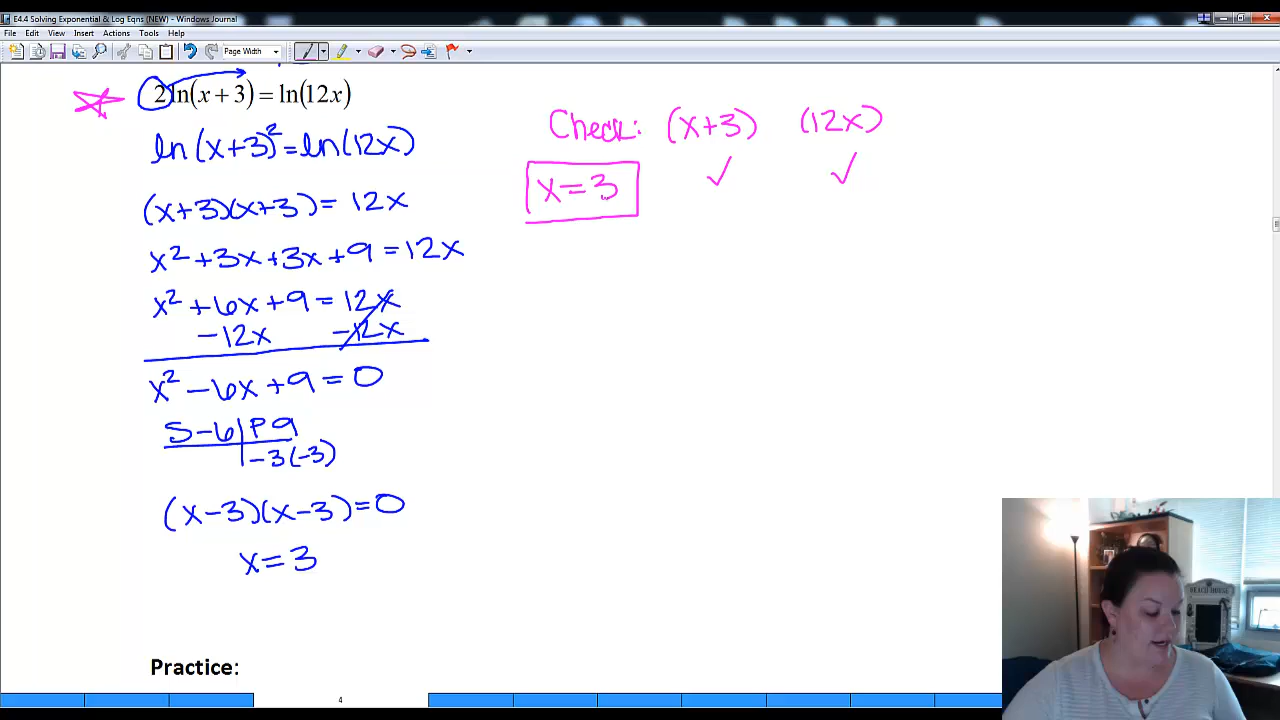 E4.4 Solving Exponential & Log Eqns (NEW) - Windows Journal
File Edit View Insert Actions Tools Help
Page Width
2ln(x + 3) = ln(12x)
ln(x+3)² = ln(12x)
(x+3)(x+3) = 12x
x² + 3x + 3x + 9 = 12x
x² + 6x + 9 = 12x
-12x -12x
x² - 6x + 9 = 0
S -6 | P 9
-3(-3)
(x-3)(x-3) = 0
x = 3
Check: (x+3) (12x)
x = 3 ✓ ✓
Practice:
4
BEACH HOUSE